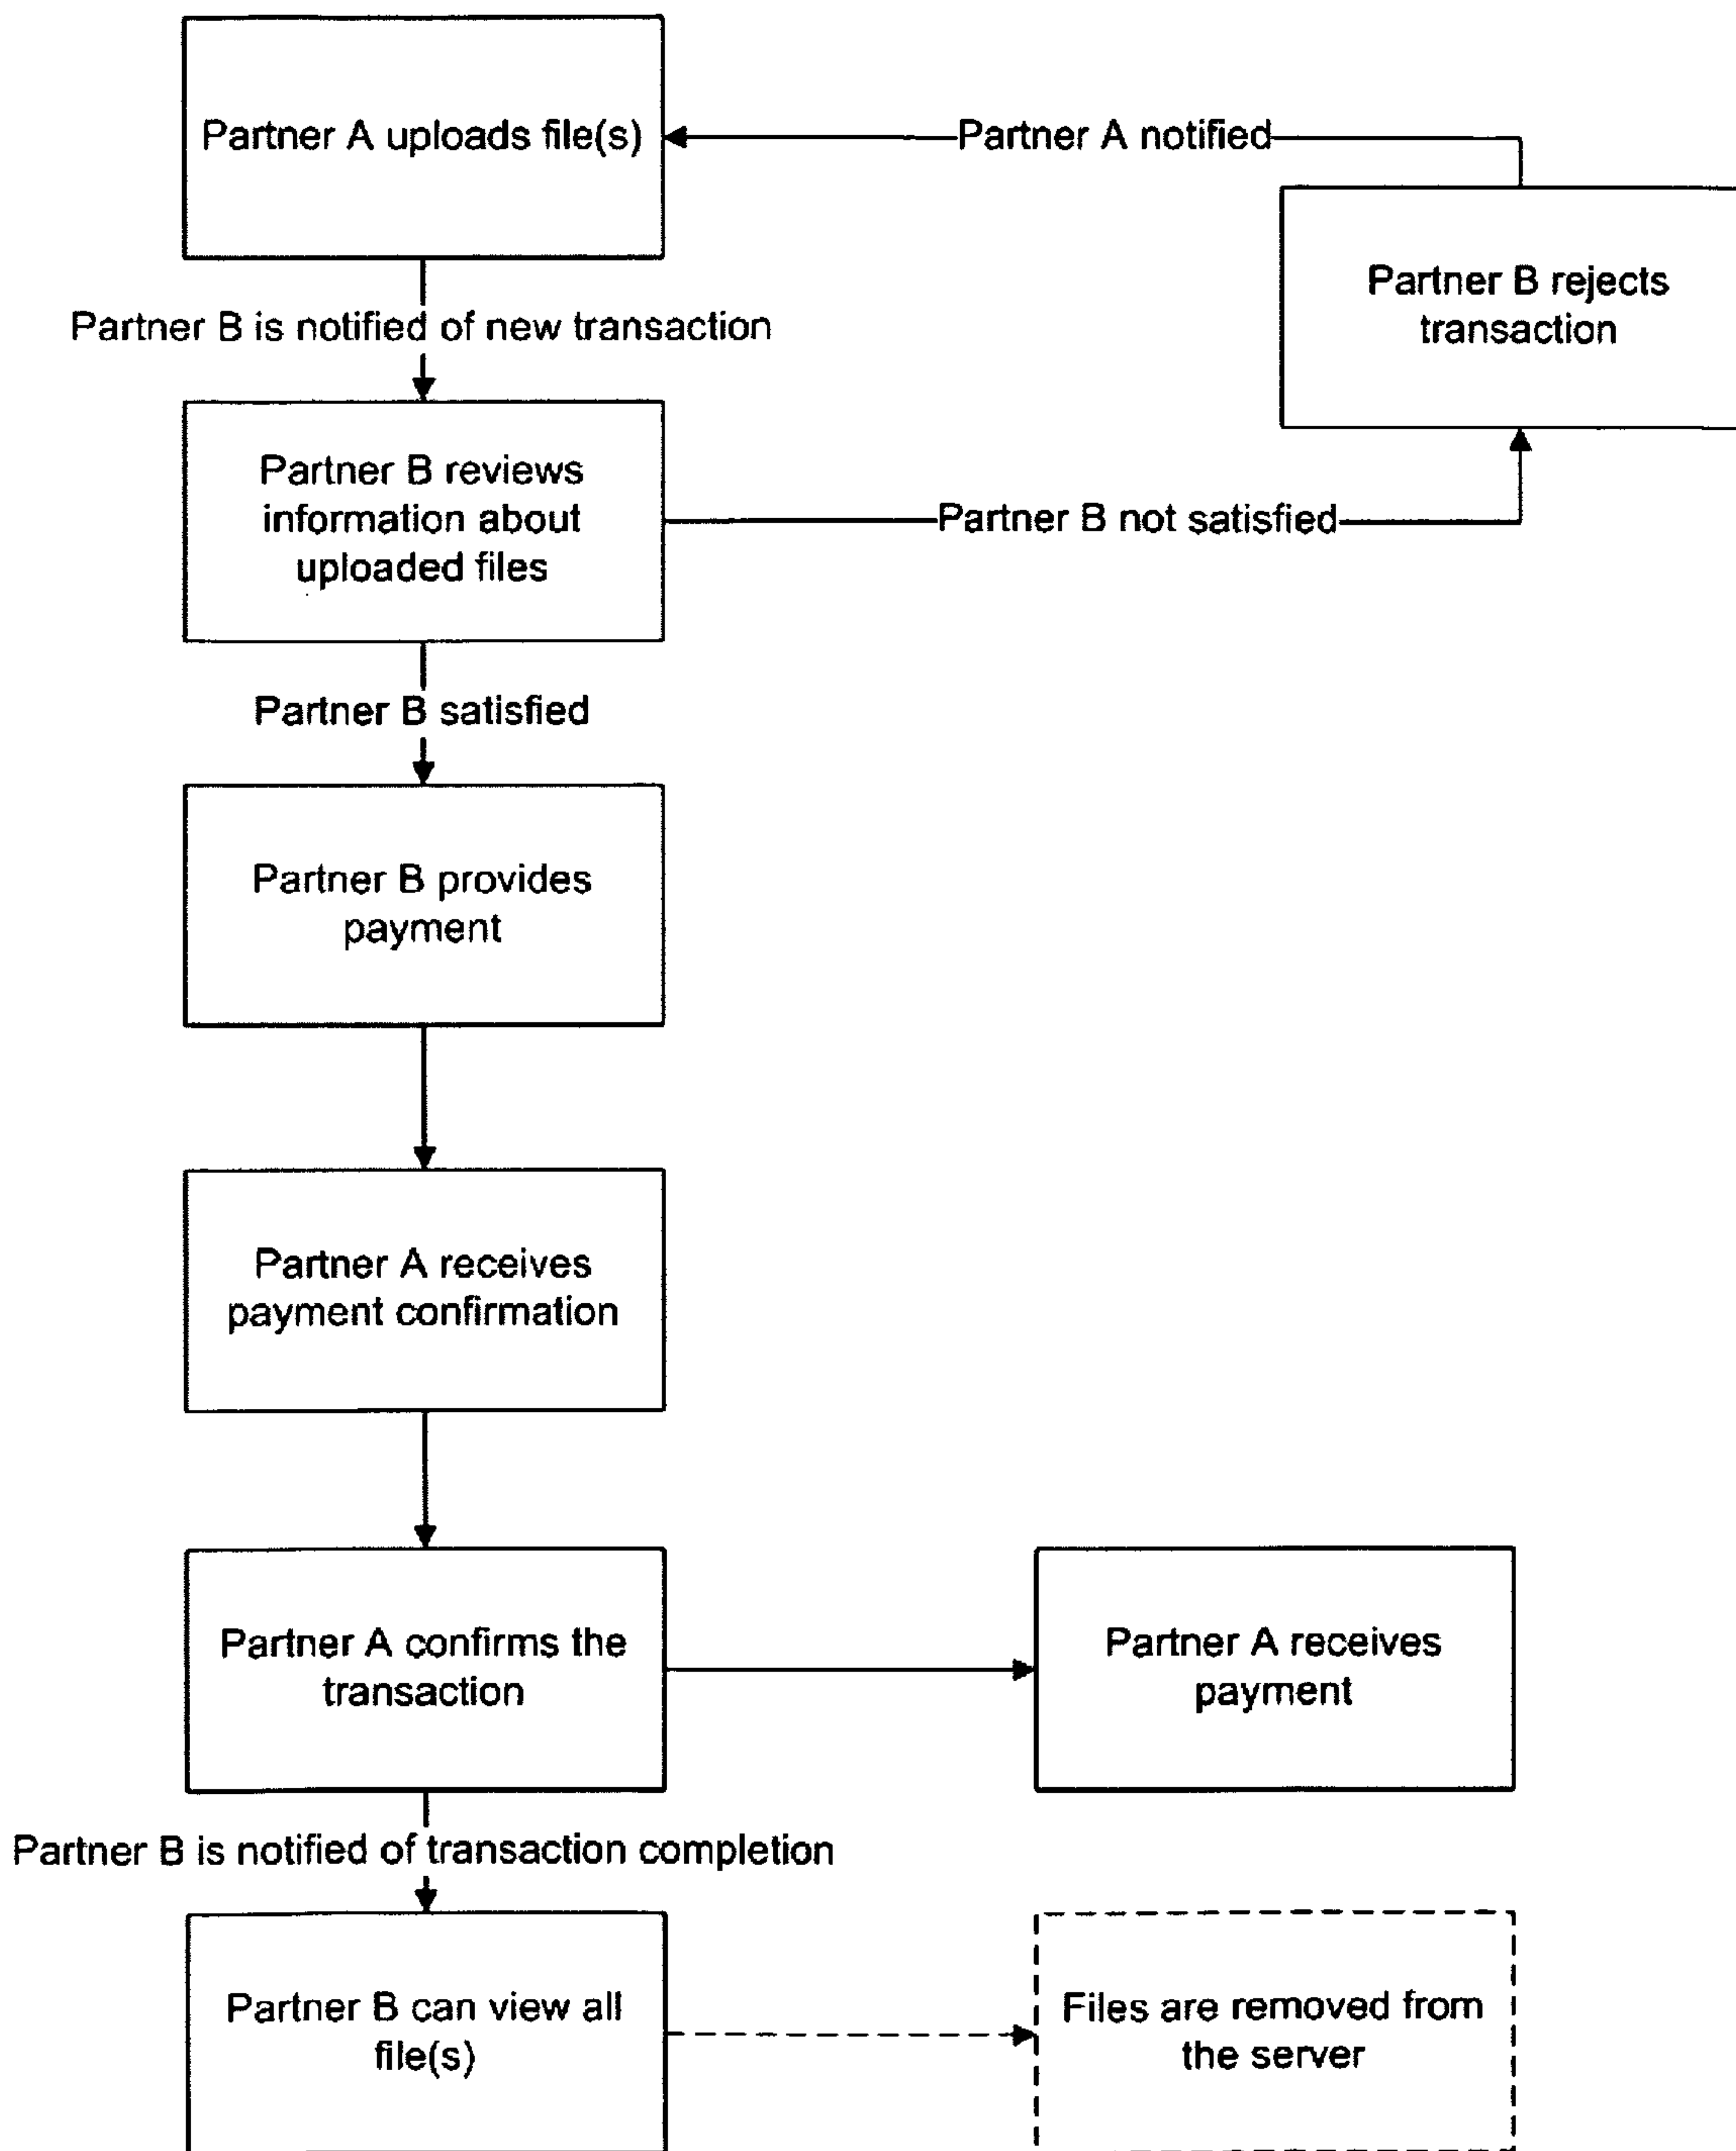 Partner A uploads file(s)
Partner A notified
Partner B rejects
transaction
Partner B is notified of new transaction
Partner B reviews
information about
uploaded files
Partner B not satisfied
Partner B satisfied
Partner B provides
payment
Partner A receives
payment confirmation
Partner A confirms the
transaction
Partner A receives
payment
Partner B is notified of transaction completion
Partner B can view all
file(s)
Files are removed from
the server